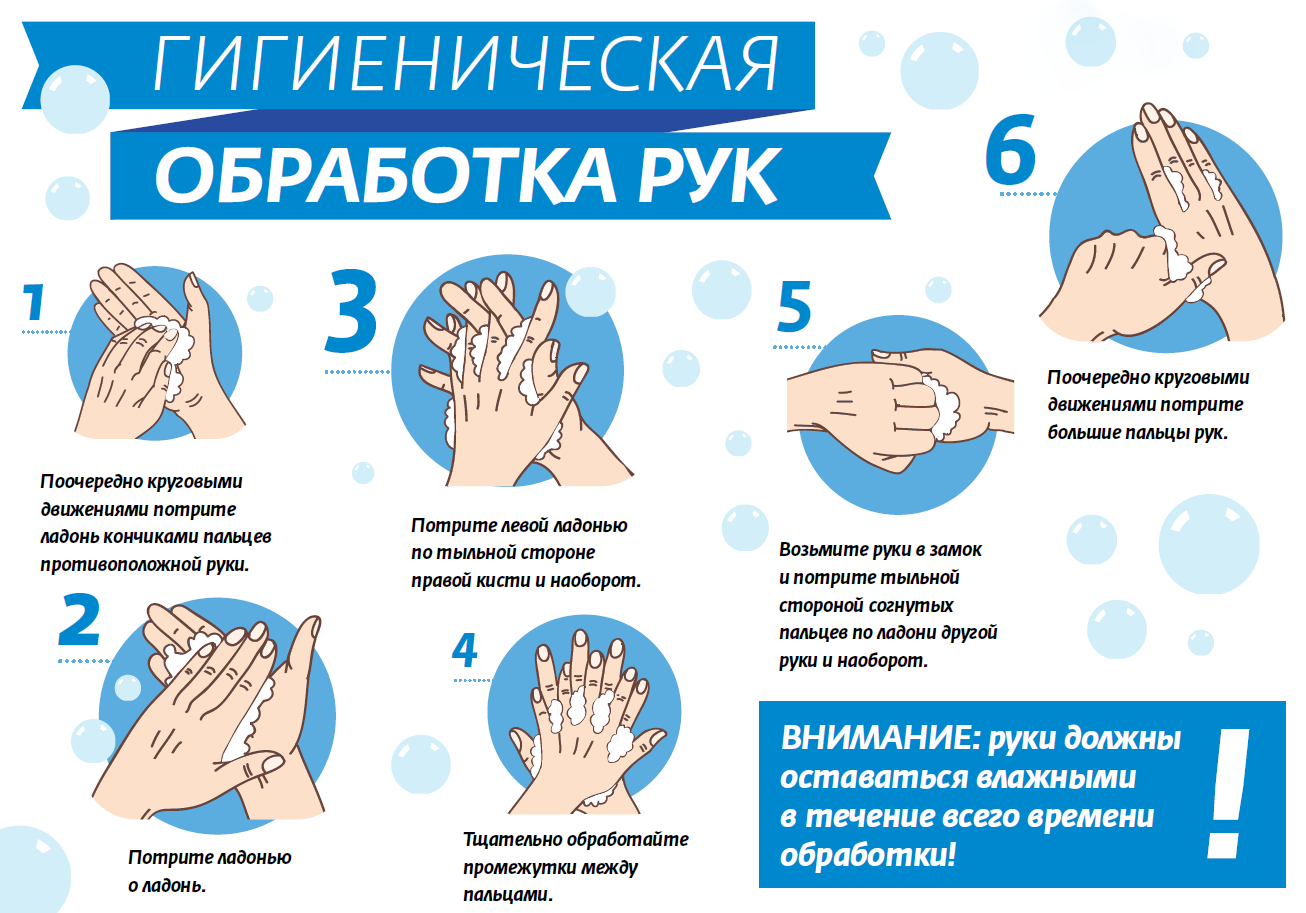 ГИГИЕНИЧЕСКАЯ
ОБРАБОТКА РУК
1
Поочередно круговыми
движениями потрите
ладонь кончиками пальцев
противоположной руки.
2
Потрите ладонью
о ладонь.
3
Потрите левой ладонью
по тыльной стороне
правой кисти и наоборот.
4
Тщательно обработайте
промежутки между
пальцами.
5
Возьмите руки в замок
и потрите тыльной
стороной согнутых
пальцев по ладони другой
руки и наоборот.
6
Поочередно круговыми
движениями потрите
большие пальцы рук.
ВНИМАНИЕ: руки должны
оставаться влажными
в течение всего времени
обработки!
!